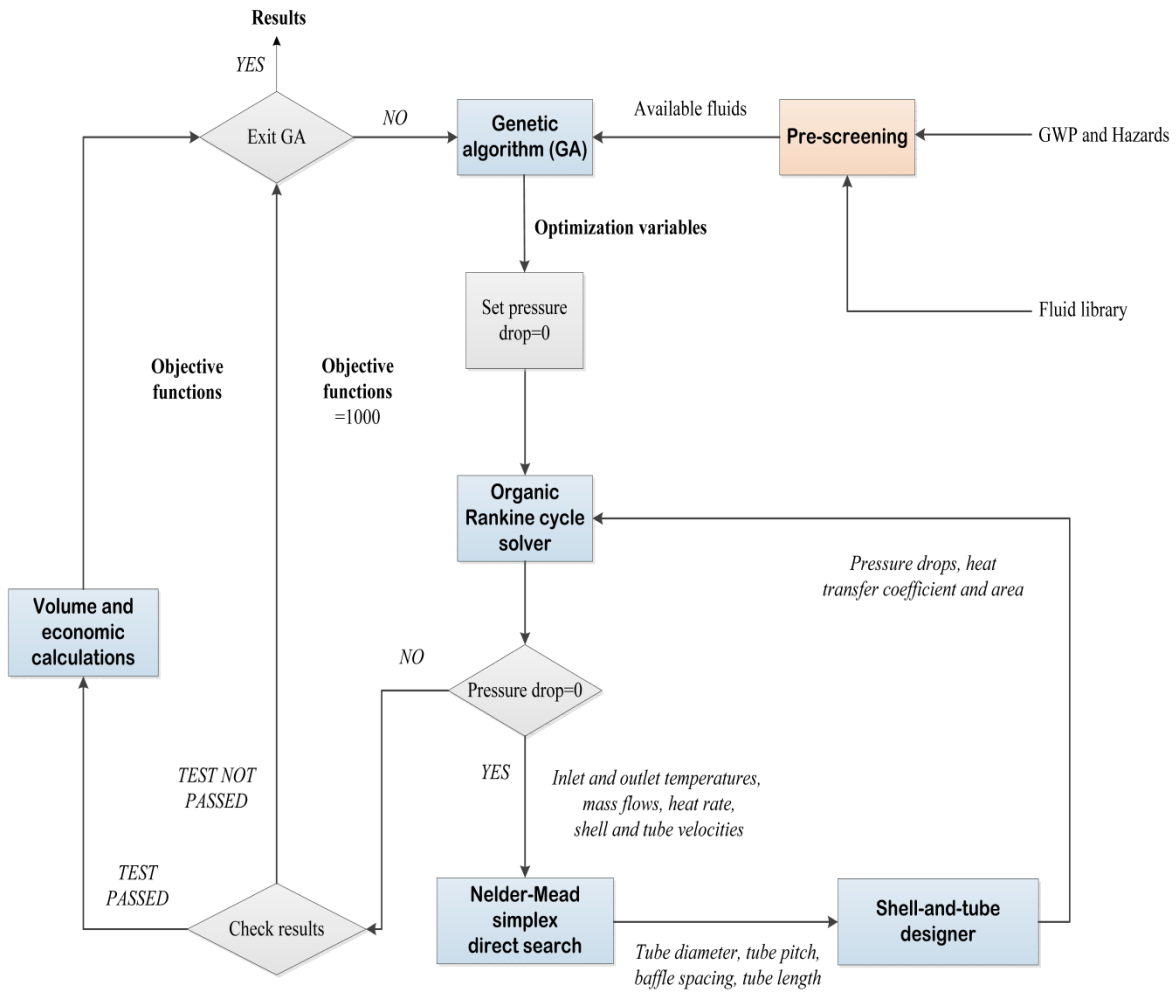 Results
YES
Exit GA
NO
Genetic
algorithm (GA)
Available fluids
Pre-screening
GWP and Hazards
Optimization variables
Set pressure
drop=0
Fluid library
Objective
functions
Objective
functions
=1000
Organic
Rankine cycle
solver
Pressure drops, heat
transfer coefficient and area
Volume and
economic
calculations
NO
Pressure drop=0
YES
Inlet and outlet temperatures,
mass flows, heat rate,
shell and tube velocities
TEST NOT
PASSED
TEST
PASSED
Check results
Nelder-Mead
simplex
direct search
Tube diameter, tube pitch,
baffle spacing, tube length
Shell-and-tube
designer